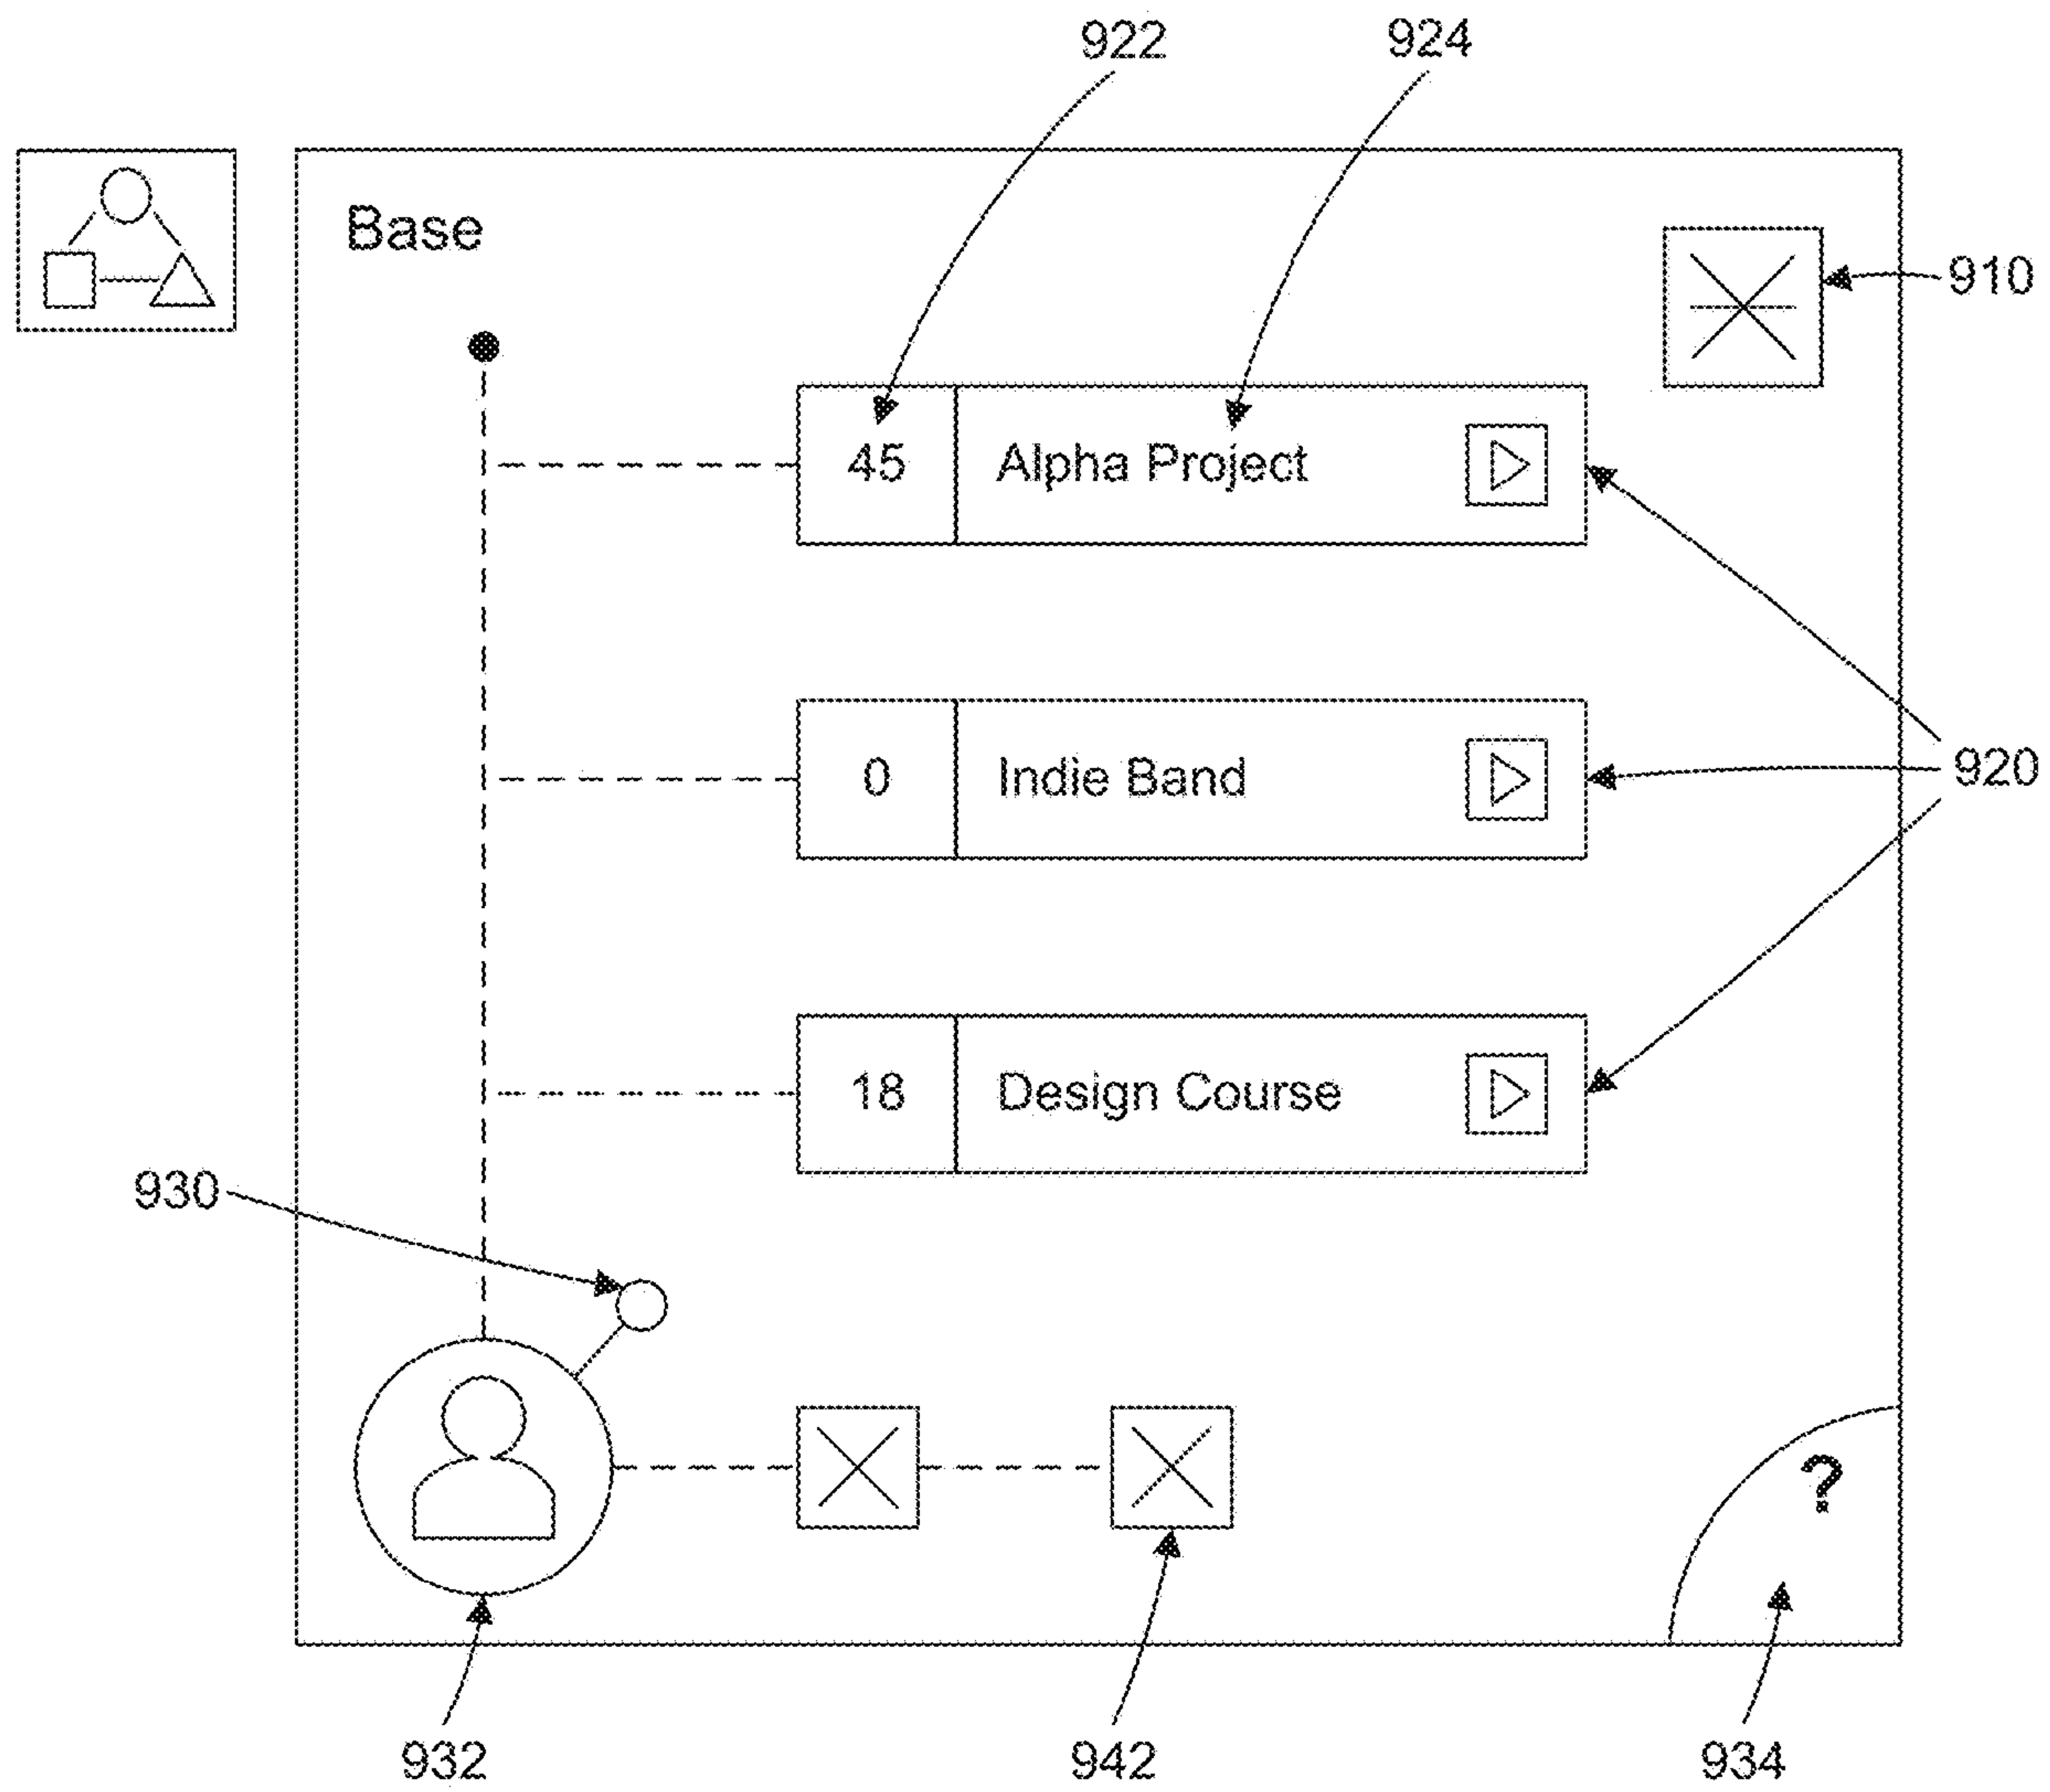 922 924
Base
910
45 Alpha Project
0 Indie Band
920
18 Design Course
930
?
932 942 934